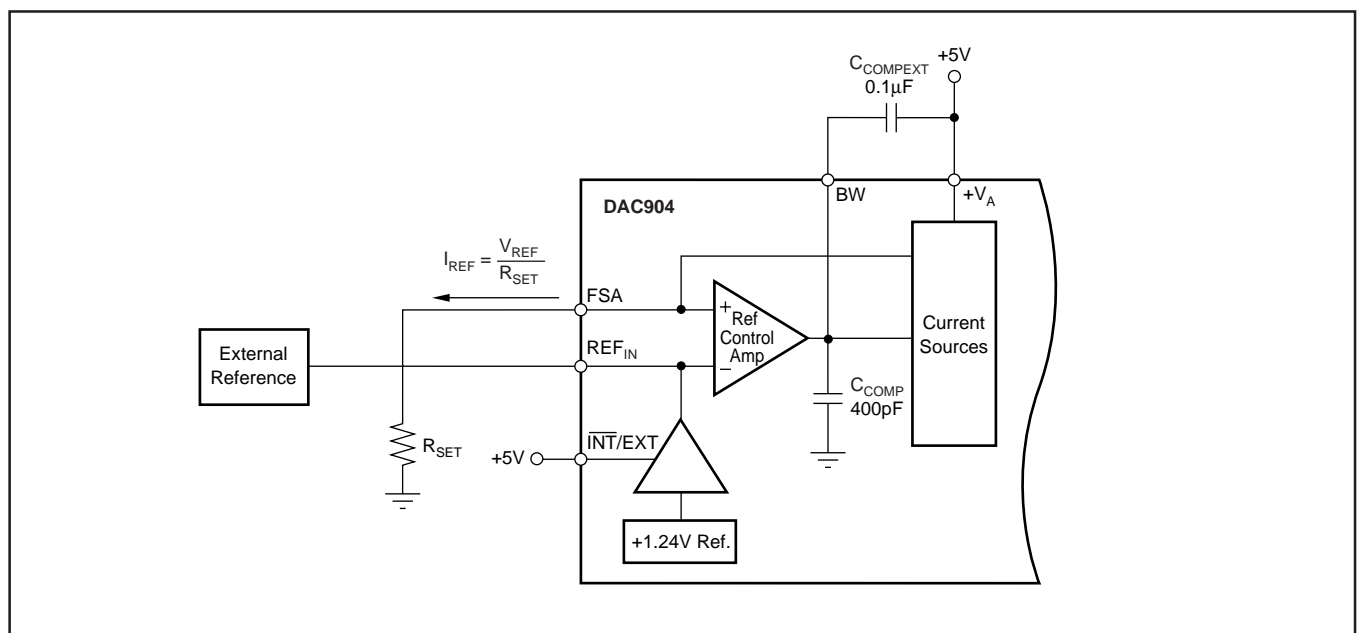 +5V
C_COMPEXT
0.1µF
BW
+V_A
DAC904
I_REF = V_REF / R_SET
FSA
+
Ref
Control
Amp
–
Current
Sources
External
Reference
REF_IN
C_COMP
400pF
R_SET
+5V
INT/EXT
+1.24V Ref.